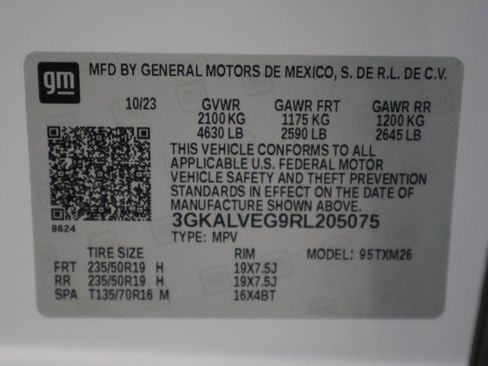 gm
MFD BY GENERAL MOTORS DE MEXICO, S. DE R.L. DE C.V.
10/23 GVWR GAWR FRT GAWR RR
2100 KG 1175 KG 1200 KG
4630 LB 2590 LB 2645 LB
THIS VEHICLE CONFORMS TO ALL
APPLICABLE U.S. FEDERAL MOTOR
VEHICLE SAFETY AND THEFT PREVENTION
STANDARDS IN EFFECT ON THE DATE OF
MANUFACTURE SHOWN ABOVE.
3GKALVEG9RL205075
8624
TYPE: MPV
TIRE SIZE RIM MODEL: 95TXM26
FRT 235/50R19 H 19X7.5J
RR 235/50R19 H 19X7.5J
SPA T135/70R16 M 16X4BT